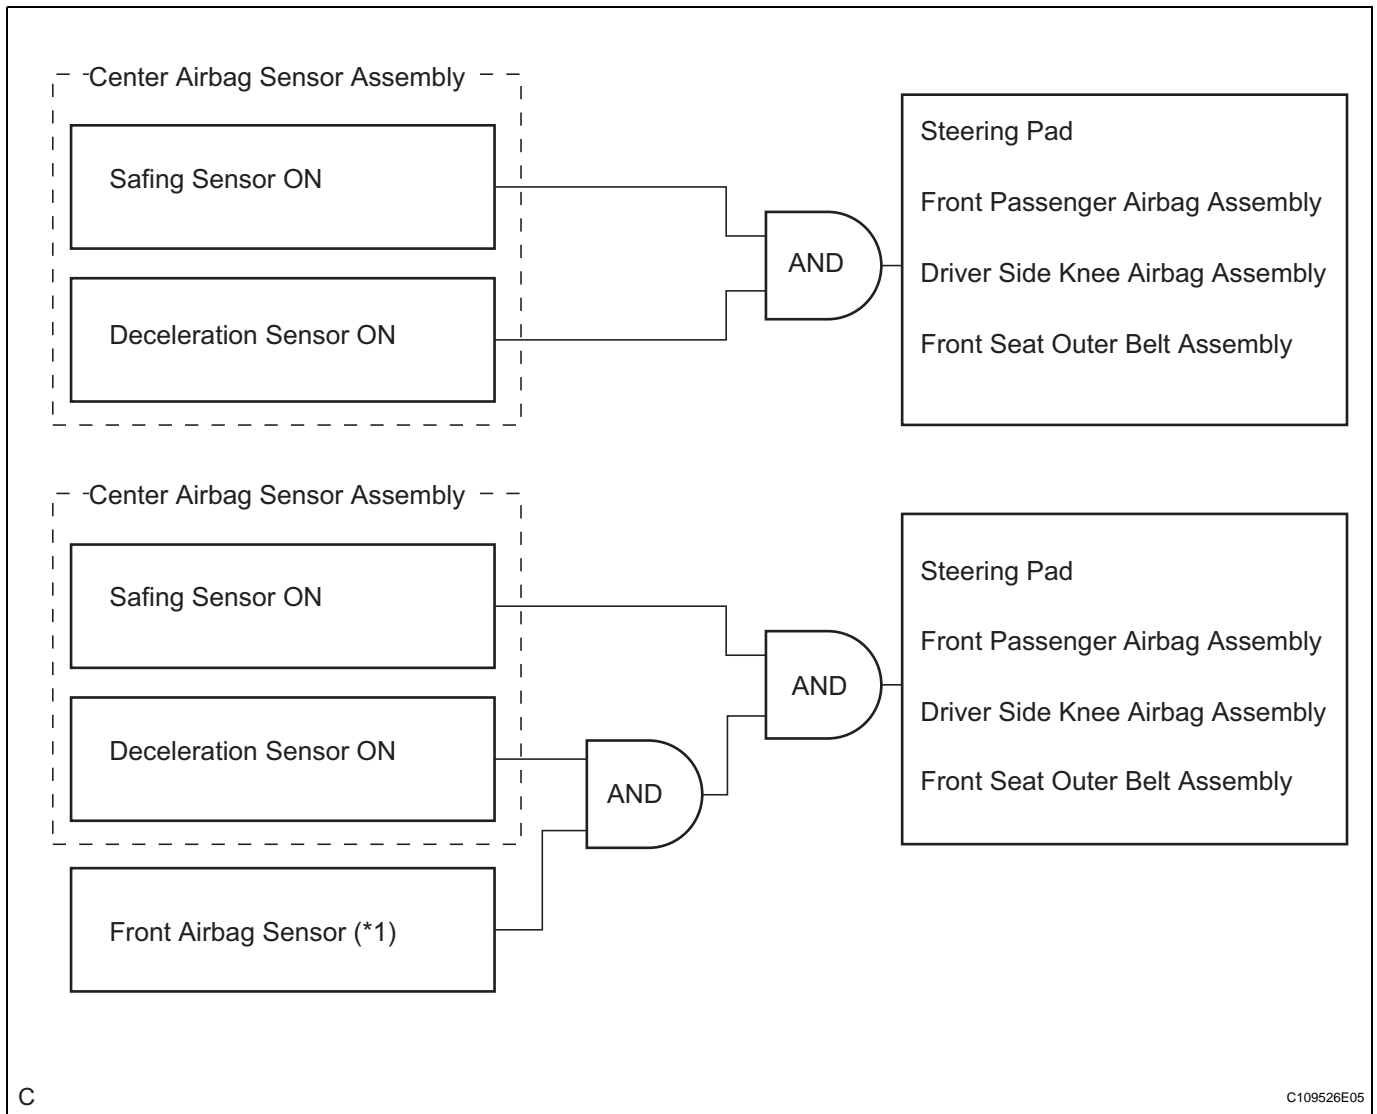 Center Airbag Sensor Assembly
Safing Sensor ON
Deceleration Sensor ON
AND
Steering Pad
Front Passenger Airbag Assembly
Driver Side Knee Airbag Assembly
Front Seat Outer Belt Assembly
Center Airbag Sensor Assembly
Safing Sensor ON
Deceleration Sensor ON
Front Airbag Sensor (*1)
AND
AND
Steering Pad
Front Passenger Airbag Assembly
Driver Side Knee Airbag Assembly
Front Seat Outer Belt Assembly
C
C109526E05